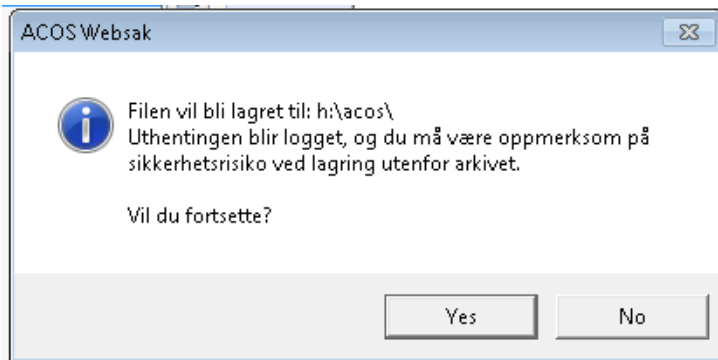 ACOS Websak
Filen vil bli lagret til: h:\acos\
Uthentingen blir logget, og du må være oppmerksom på
sikkerhetsrisiko ved lagring utenfor arkivet.
Vil du fortsette?
Yes No